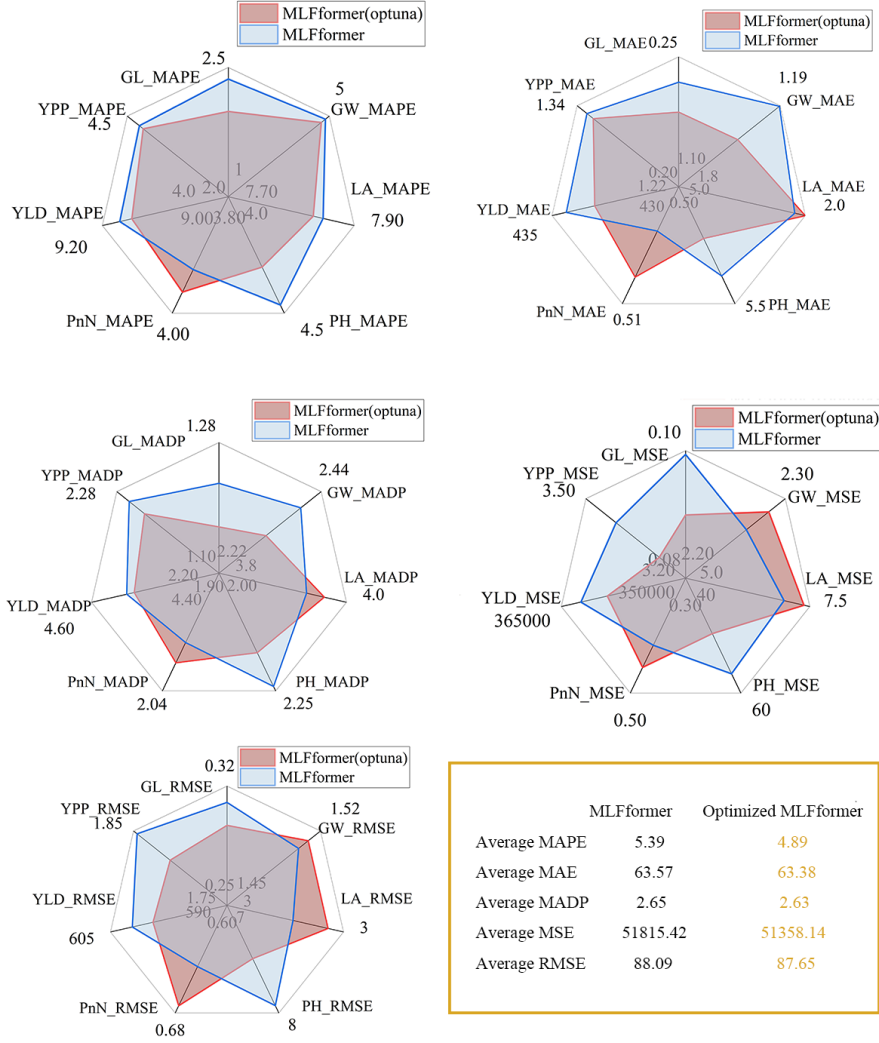 MLFformer(optuna)
MLFformer
2.5
GL_MAPE
5
GW_MAPE
YPP_MAPE
4.5
1
4.0
2.0
7.70
LA_MAPE
7.90
YLD_MAPE
9.20
9.00
3.80
4.0
PnN_MAPE
4.00
4.5
PH_MAPE
MLFformer(optuna)
MLFformer
GL_MAE
0.25
1.19
GW_MAE
YPP_MAE
1.34
1.10
0.20
1.8
1.22
5.0
LA_MAE
2.0
YLD_MAE
435
430
0.50
PnN_MAE
0.51
5.5
PH_MAE
MLFformer(optuna)
MLFformer
1.28
GL_MADP
2.44
GW_MADP
YPP_MADP
2.28
1.10
2.22
3.8
2.20
1.90
2.00
4.40
LA_MADP
4.0
YLD_MADP
4.60
PnN_MADP
2.04
PH_MADP
2.25
MLFformer(optuna)
MLFformer
0.10
GL_MSE
2.30
GW_MSE
YPP_MSE
3.50
2.20
0.08
3.20
5.0
350000
40
0.30
LA_MSE
7.5
YLD_MSE
365000
PnN_MSE
0.50
PH_MSE
60
MLFformer(optuna)
MLFformer
0.32
GL_RMSE
1.52
GW_RMSE
YPP_RMSE
1.85
0.25
1.45
1.75
3
590
0.60
7
LA_RMSE
3
YLD_RMSE
605
PnN_RMSE
0.68
PH_RMSE
8
MLFformer Optimized MLFformer
Average MAPE 5.39 4.89
Average MAE 63.57 63.38
Average MADP 2.65 2.63
Average MSE 51815.42 51358.14
Average RMSE 88.09 87.65